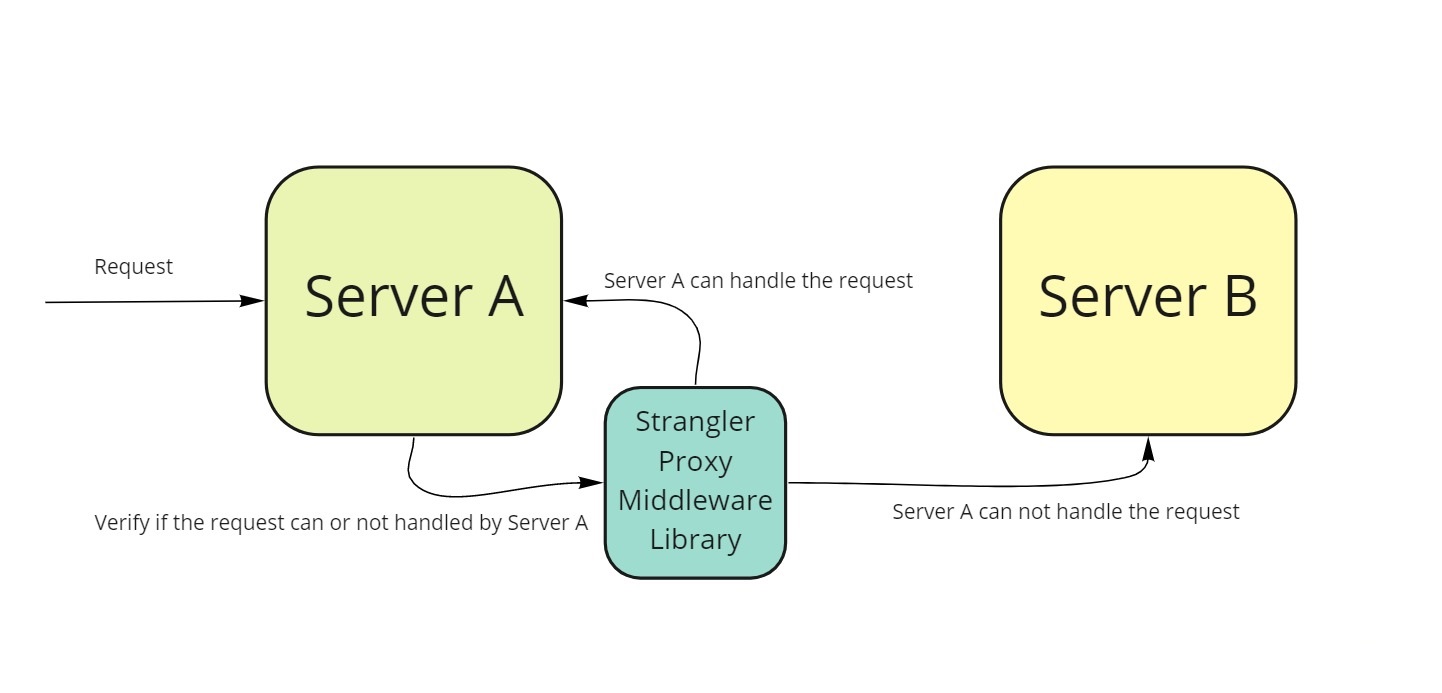 Request
Server A
Server A can handle the request
Server B
Strangler
Proxy
Middleware
Library
Verify if the request can or not handled by Server A
Server A can not handle the request